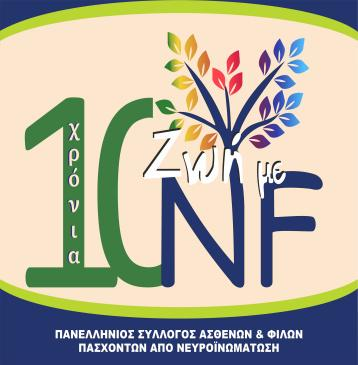 10 χρόνια
Ζωή με
NF
ΠΑΝΕΛΛΗΝΙΟΣ ΣΥΛΛΟΓΟΣ ΑΣΘΕΝΩΝ & ΦΙΛΩΝ
ΠΑΣΧΟΝΤΩΝ ΑΠΟ ΝΕΥΡΟΪΝΩΜΑΤΩΣΗ